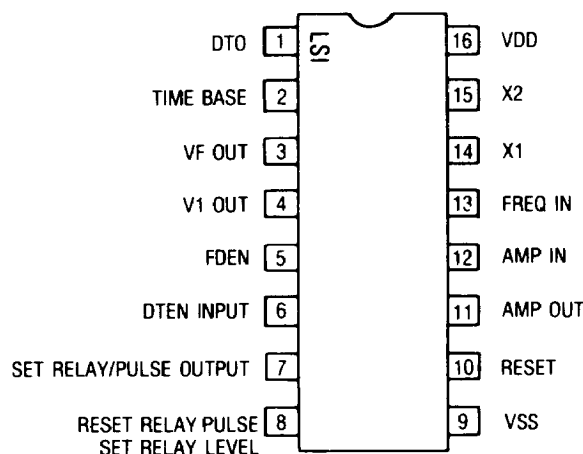 DTO 1 LSI 16 VDD
TIME BASE 2 15 X2
VF OUT 3 14 X1
V1 OUT 4 13 FREQ IN
FDEN 5 12 AMP IN
DTEN INPUT 6 11 AMP OUT
SET RELAY/PULSE OUTPUT 7 10 RESET
RESET RELAY PULSE 8 9 VSS
SET RELAY LEVEL